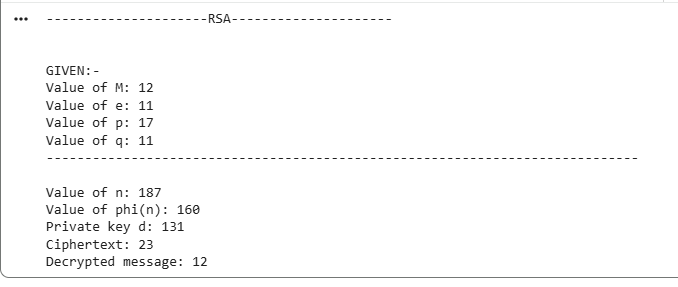 ---------------------RSA---------------------
GIVEN:-
Value of M: 12
Value of e: 11
Value of p: 17
Value of q: 11
-----------------------------------------------------------------------------
Value of n: 187
Value of phi(n): 160
Private key d: 131
Ciphertext: 23
Decrypted message: 12